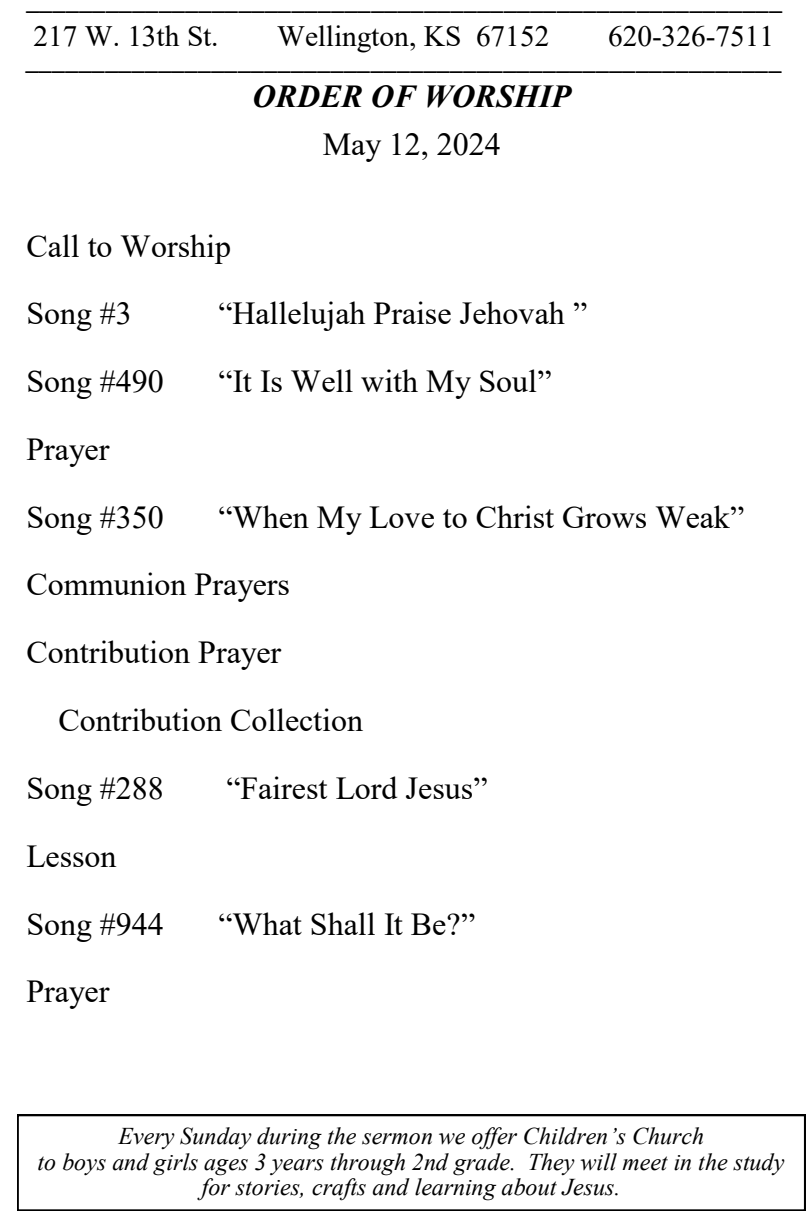 217 W. 13th St. Wellington, KS 67152 620-326-7511
ORDER OF WORSHIP
May 12, 2024
Call to Worship
Song #3 “Hallelujah Praise Jehovah ”
Song #490 “It Is Well with My Soul”
Prayer
Song #350 “When My Love to Christ Grows Weak”
Communion Prayers
Contribution Prayer
Contribution Collection
Song #288 “Fairest Lord Jesus”
Lesson
Song #944 “What Shall It Be?”
Prayer
Every Sunday during the sermon we offer Children’s Church
to boys and girls ages 3 years through 2nd grade. They will meet in the study
for stories, crafts and learning about Jesus.